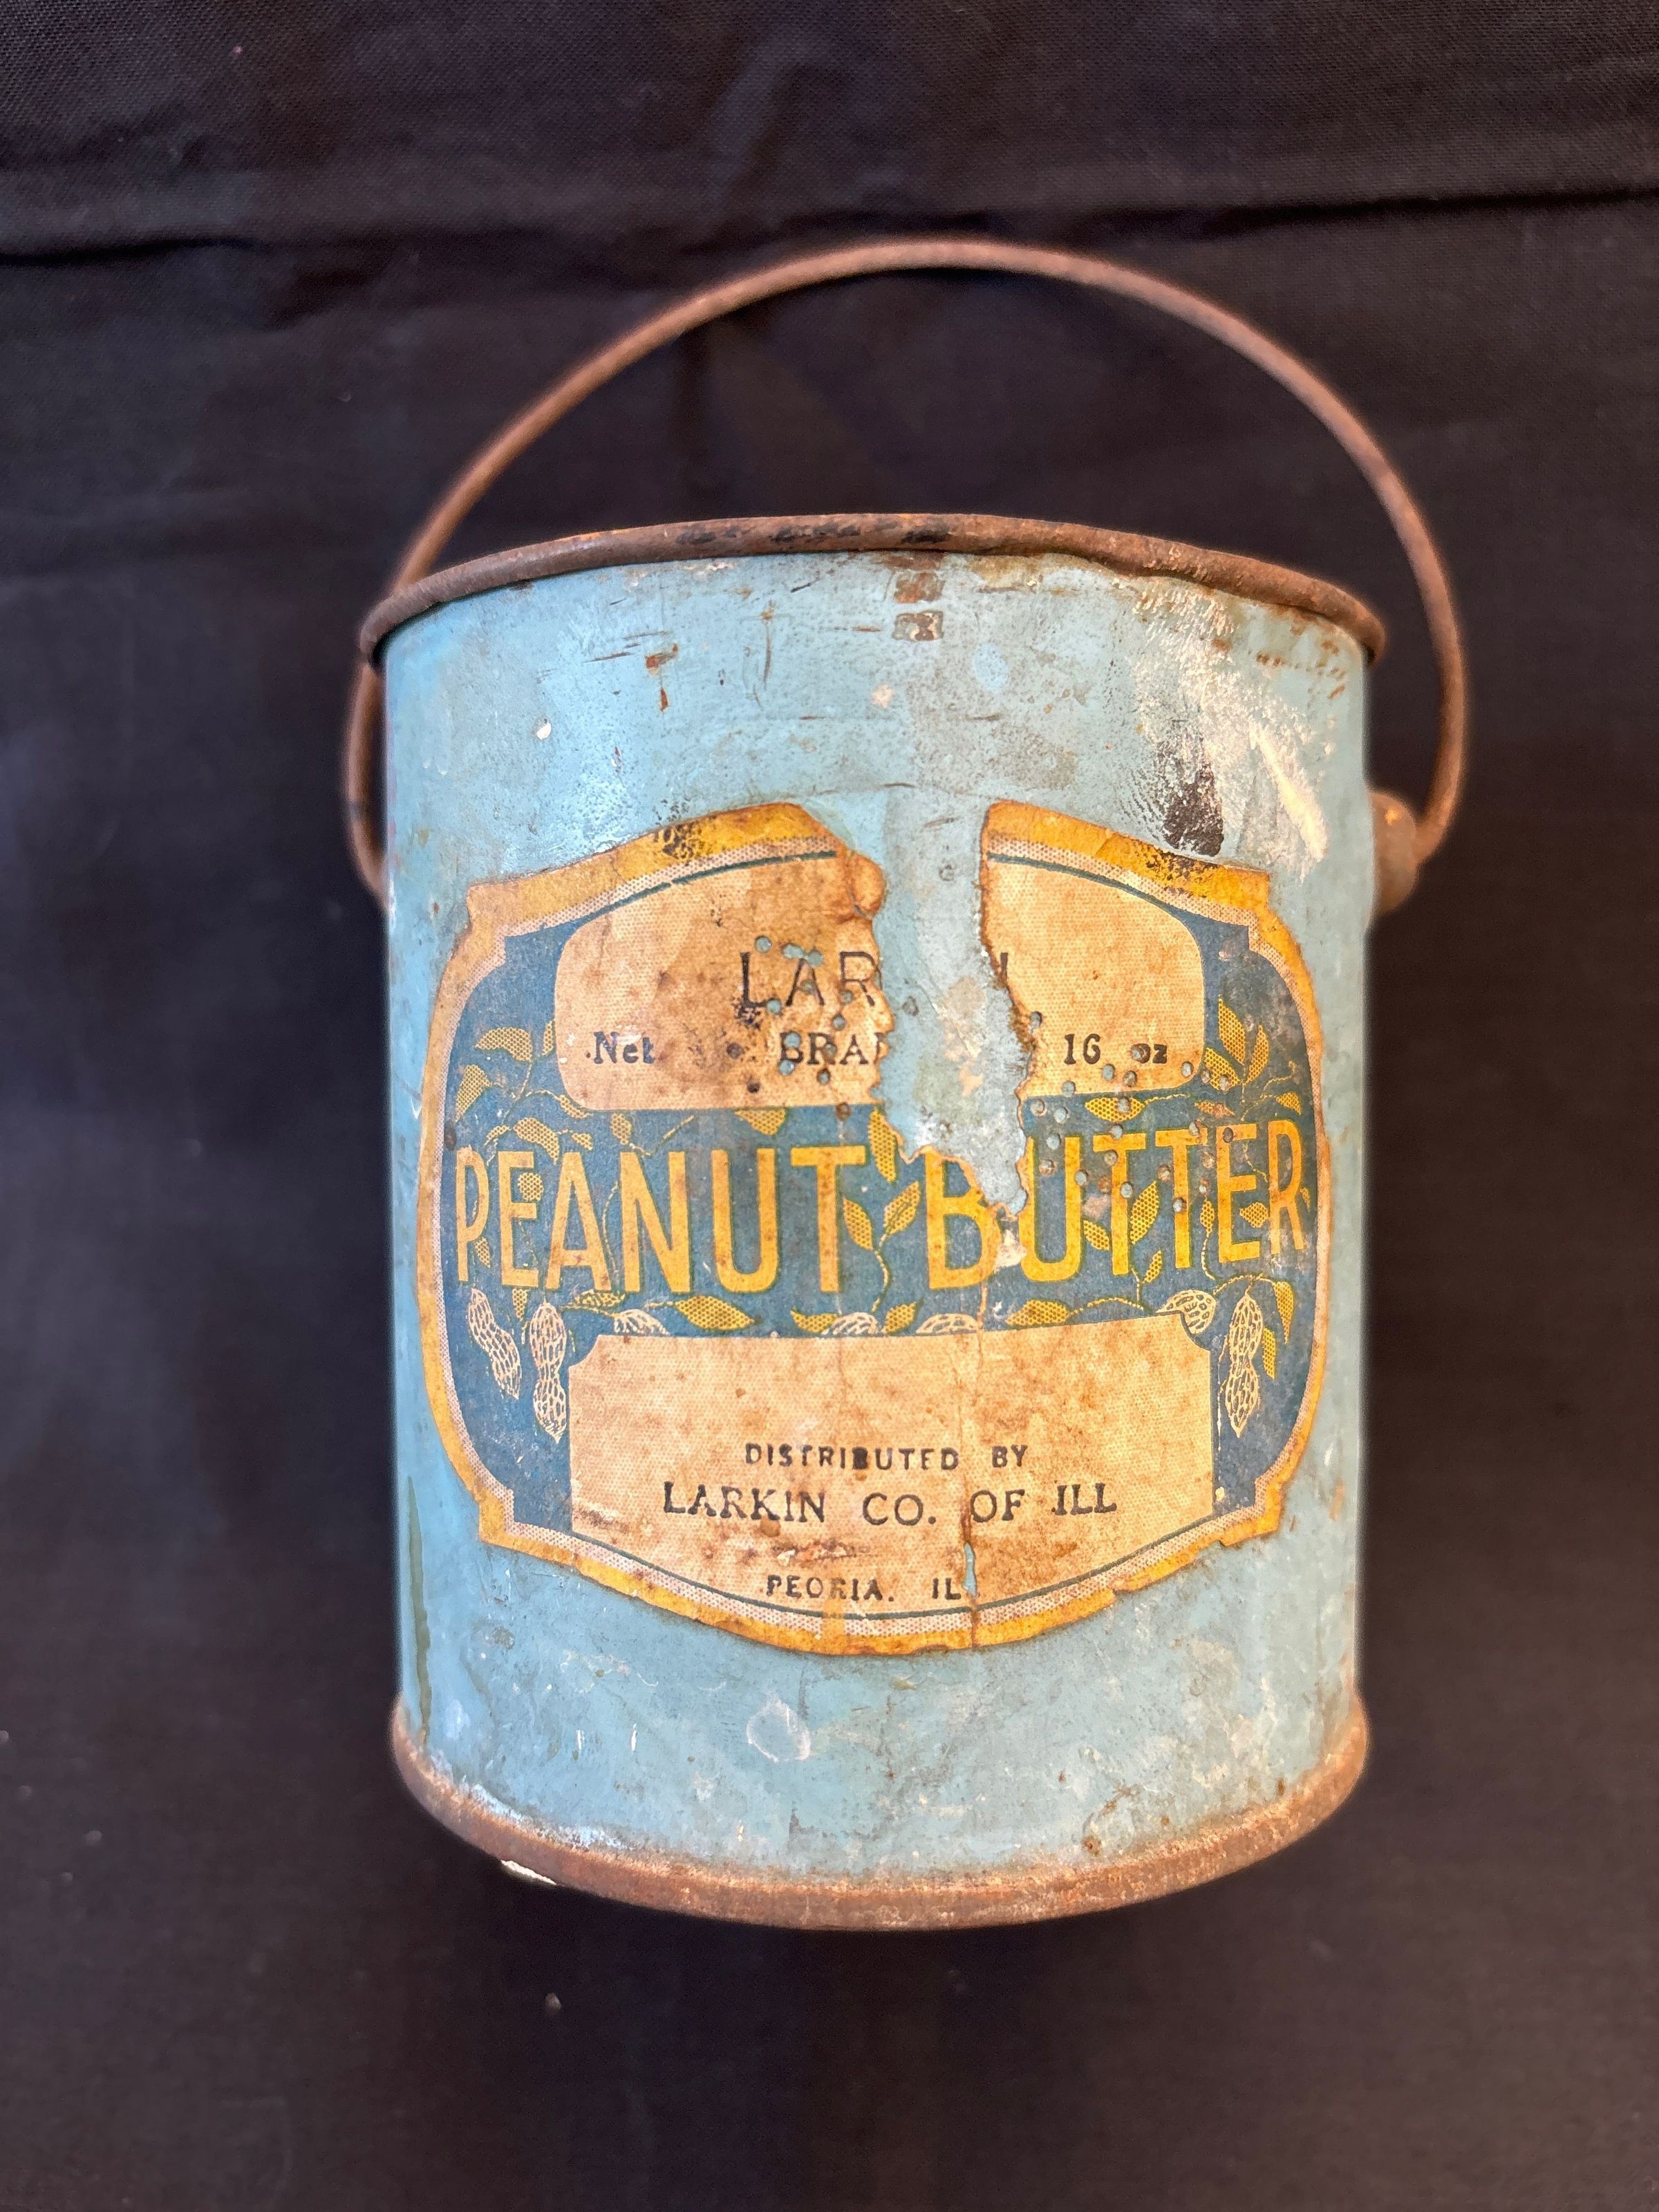 LAR N
Net BRA 16 oz
PEANUT BUTTER
DISTRIBUTED BY
LARKIN CO. OF ILL
PEORIA. IL